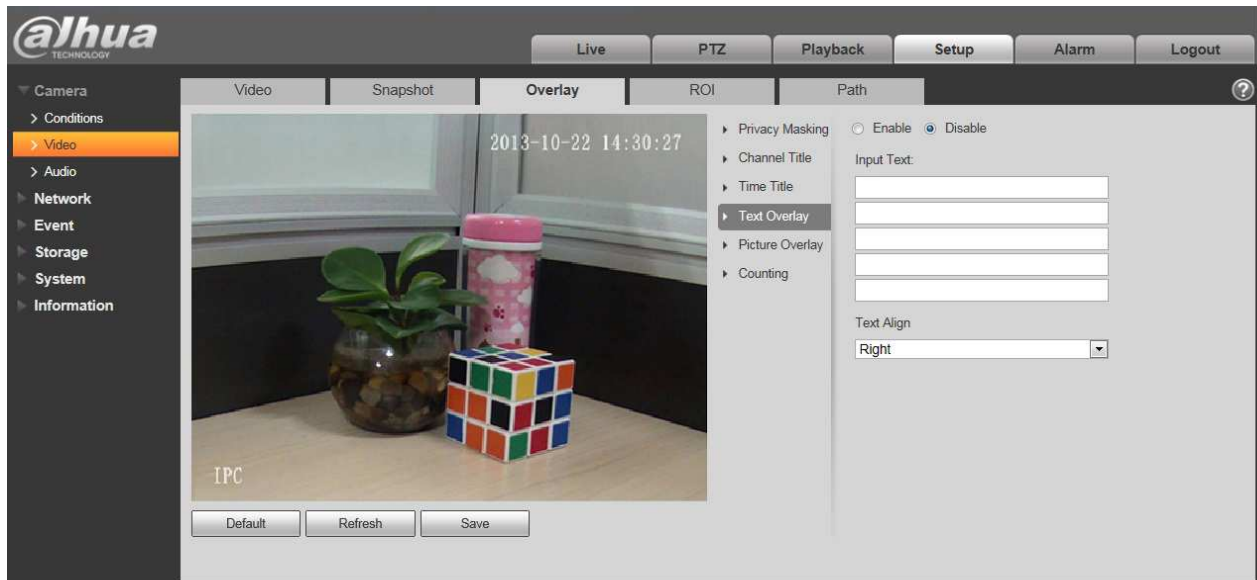 alhua
TECHNOLOGY
Live
PTZ
Playback
Setup
Alarm
Logout
Camera
> Conditions
> Video
> Audio
Network
Event
Storage
System
Information
Video
Snapshot
Overlay
ROI
Path
?
2013-10-22 14:30:27
IPC
Privacy Masking
Channel Title
Time Title
Text Overlay
Picture Overlay
Counting
Enable
Disable
Input Text:
Text Align
Right
Default
Refresh
Save